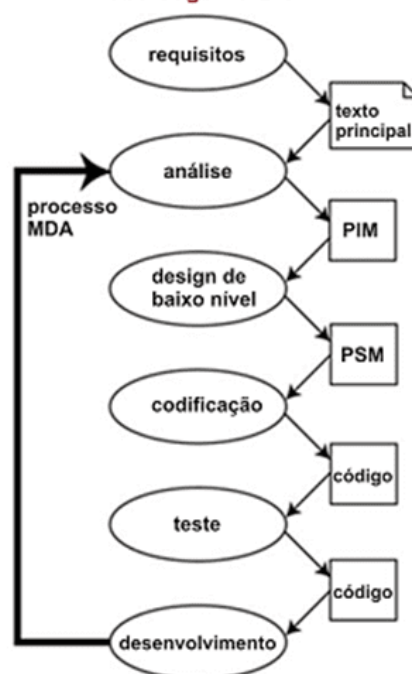 requisitos
texto
principal
análise
processo
MDA
PIM
design de
baixo nível
PSM
codificação
código
teste
código
desenvolvimento